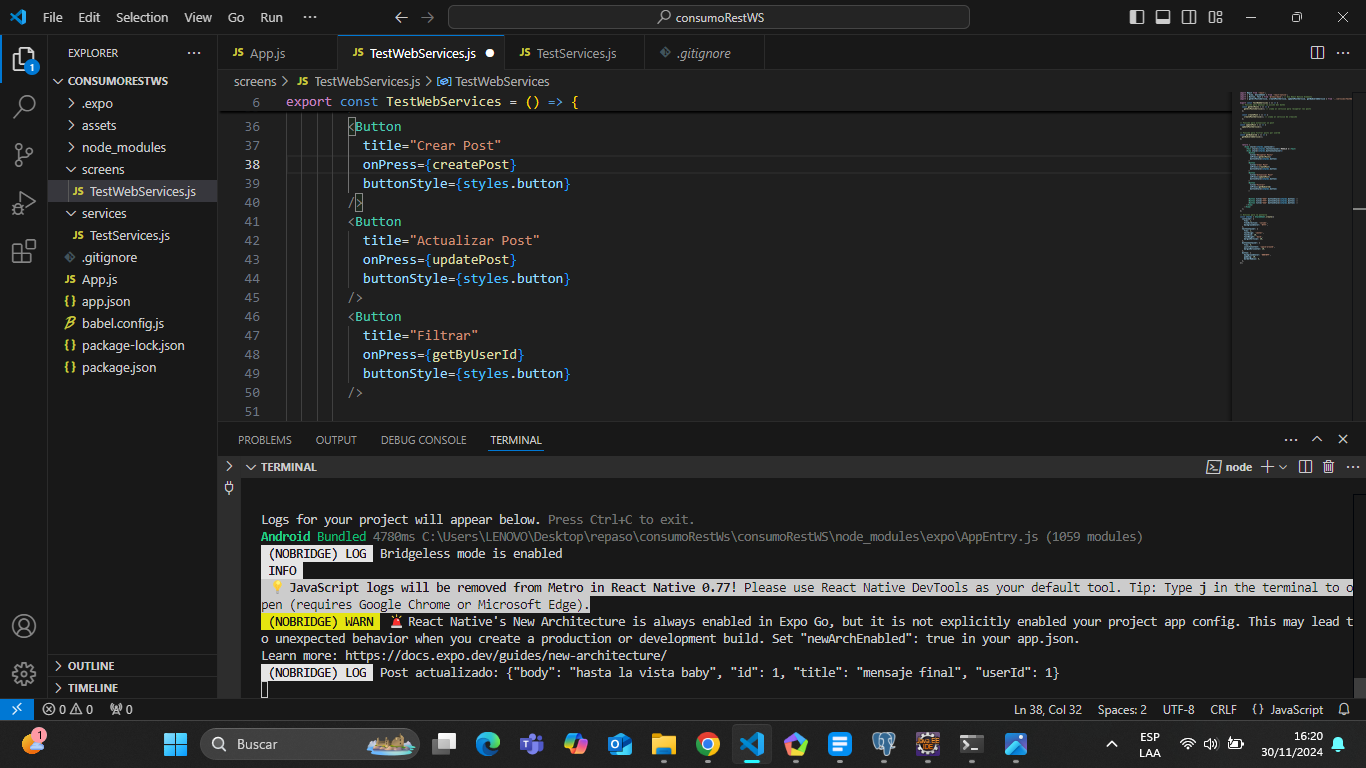 File Edit Selection View Go Run ··· consumoRestWS
EXPLORER ···
CONSUMORESTWS
.expo
assets
node_modules
screens
JS TestWebServices.js
services
JS TestServices.js
.gitignore
JS App.js
{} app.json
babel.config.js
{} package-lock.json
{} package.json
OUTLINE
TIMELINE
JS App.js JS TestWebServices.js JS TestServices.js .gitignore
screens > JS TestWebServices.js > TestWebServices
6 export const TestWebServices = () => {
36 <Button
37 title="Crear Post"
38 onPress={createPost}
39 buttonStyle={styles.button}
40 />
41 <Button
42 title="Actualizar Post"
43 onPress={updatePost}
44 buttonStyle={styles.button}
45 />
46 <Button
47 title="Filtrar"
48 onPress={getByUserId}
49 buttonStyle={styles.button}
50 />
51
PROBLEMS OUTPUT DEBUG CONSOLE TERMINAL
TERMINAL node
Logs for your project will appear below. Press Ctrl+C to exit.
Android Bundled 4780ms C:\Users\LENOVO\Desktop\repaso\consumoRestWs\consumoRestWS\node_modules\expo\AppEntry.js (1059 modules)
(NOBRIDGE) LOG Bridgeless mode is enabled
INFO
💡 JavaScript logs will be removed from Metro in React Native 0.77! Please use React Native DevTools as your default tool. Tip: Type j in the terminal to o
pen (requires Google Chrome or Microsoft Edge).
(NOBRIDGE) WARN 🚨 React Native's New Architecture is always enabled in Expo Go, but it is not explicitly enabled your project app config. This may lead t
o unexpected behavior when you create a production or development build. Set "newArchEnabled": true in your app.json.
Learn more: https://docs.expo.dev/guides/new-architecture/
(NOBRIDGE) LOG Post actualizado: {"body": "hasta la vista baby", "id": 1, "title": "mensaje final", "userId": 1}
0 0 0 Ln 38, Col 32 Spaces: 2 UTF-8 CRLF {} JavaScript
1 Buscar ESP
LAA
16:20
30/11/2024